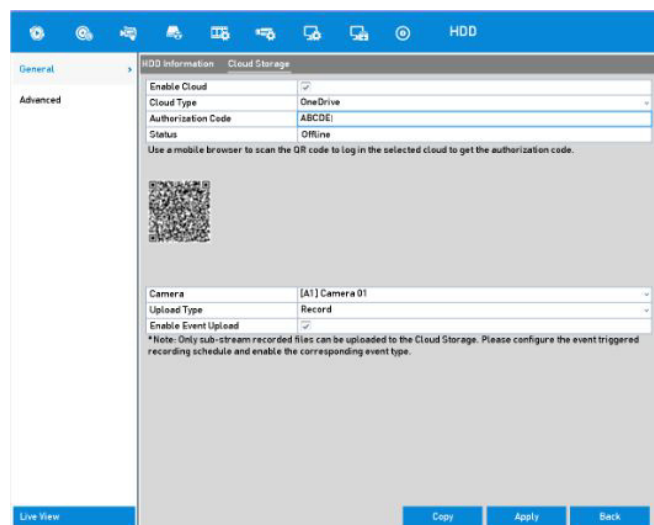 HDD
General
Advanced
HDD Information Cloud Storage
Enable Cloud
Cloud Type OneDrive
Authorization Code ABCDE
Status Offline
Use a mobile browser to scan the QR code to log in the selected cloud to get the authorization code.
Camera [A1] Camera 01
Upload Type Record
Enable Event Upload
*Note: Only sub-stream recorded files can be uploaded to the Cloud Storage. Please configure the event triggered
recording schedule and enable the corresponding event type.
Live View Copy Apply Back